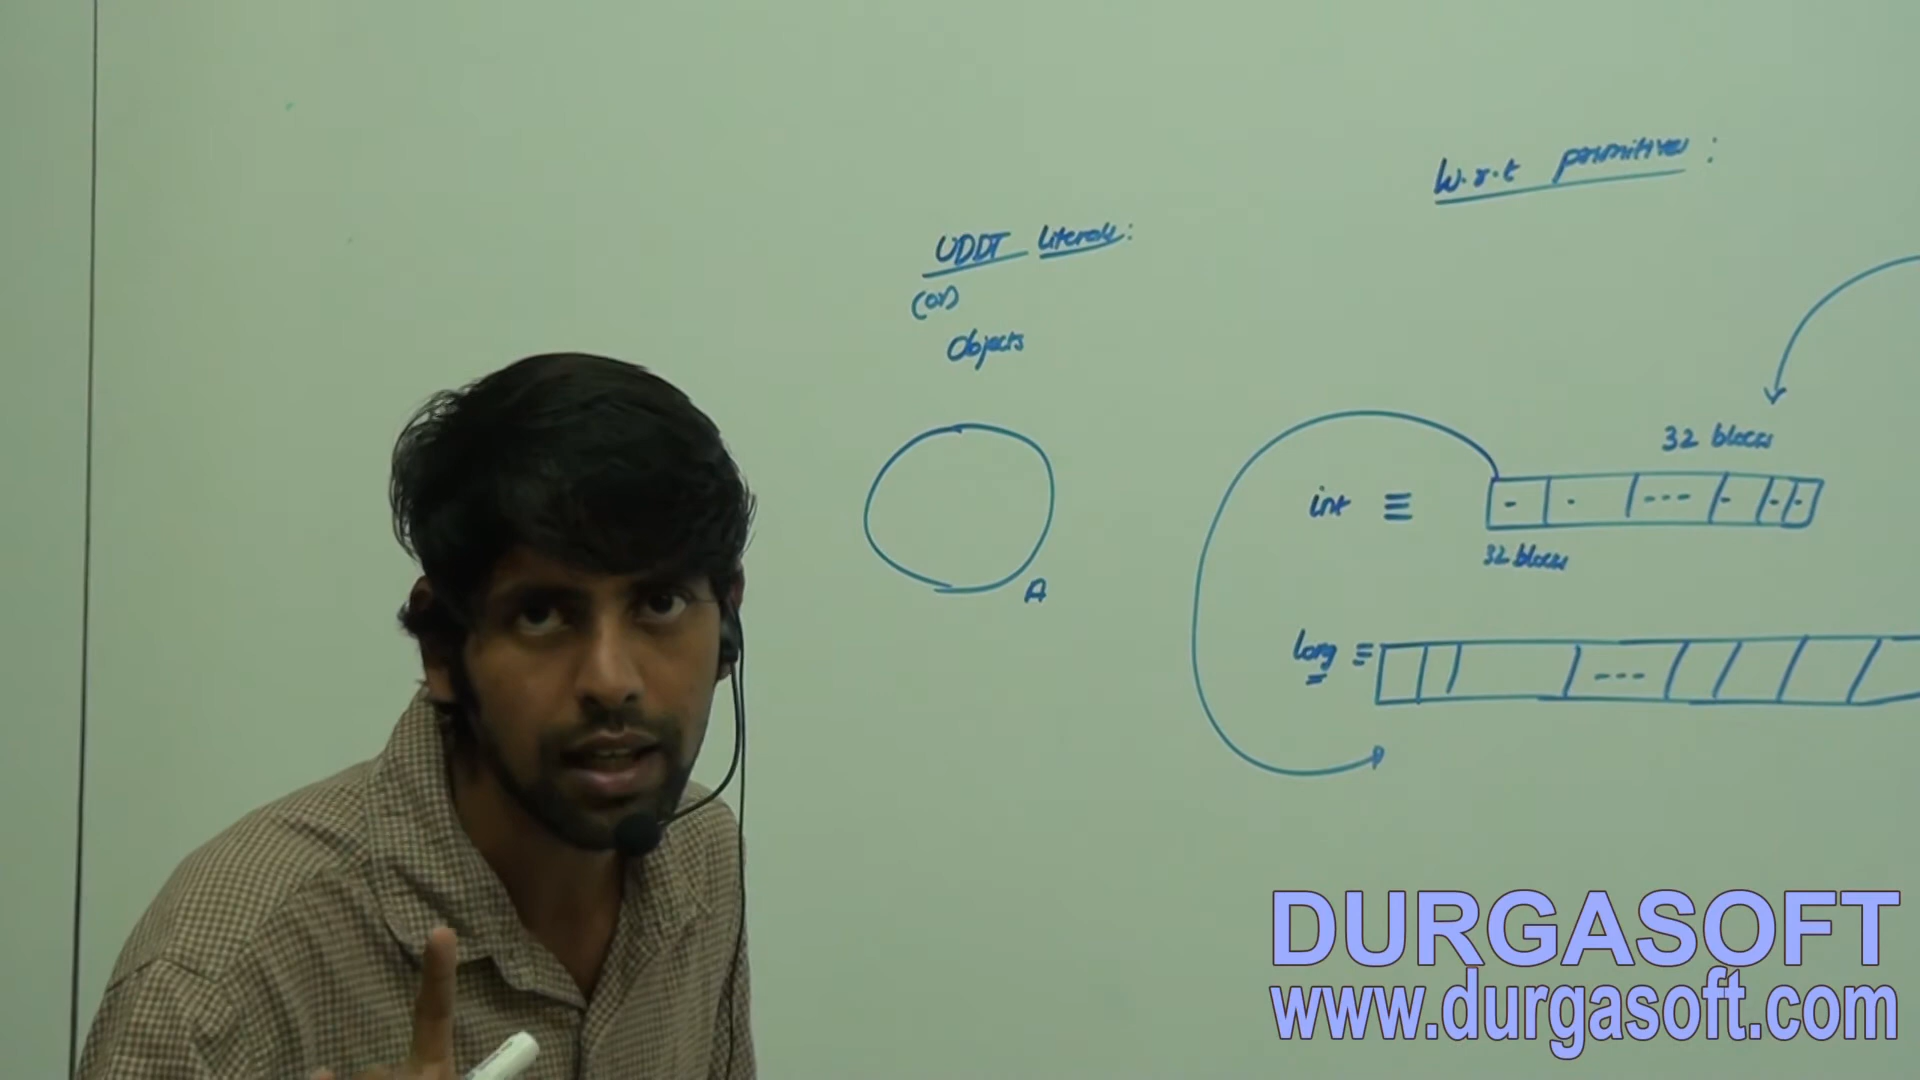 w.r.t primitives :
UDDT Literals :
(or)
Objects
32 blocks
int ≡ - - --- - - -
32 blocks
A
long ≡ ---
DURGASOFT
www.durgasoft.com